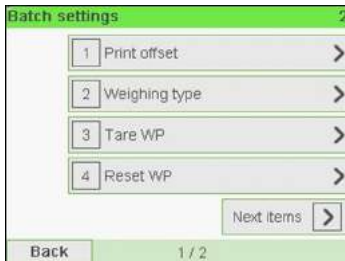 Batch settings 2
1 Print offset
2 Weighing type
3 Tare WP
4 Reset WP
Next items
Back 1 / 2